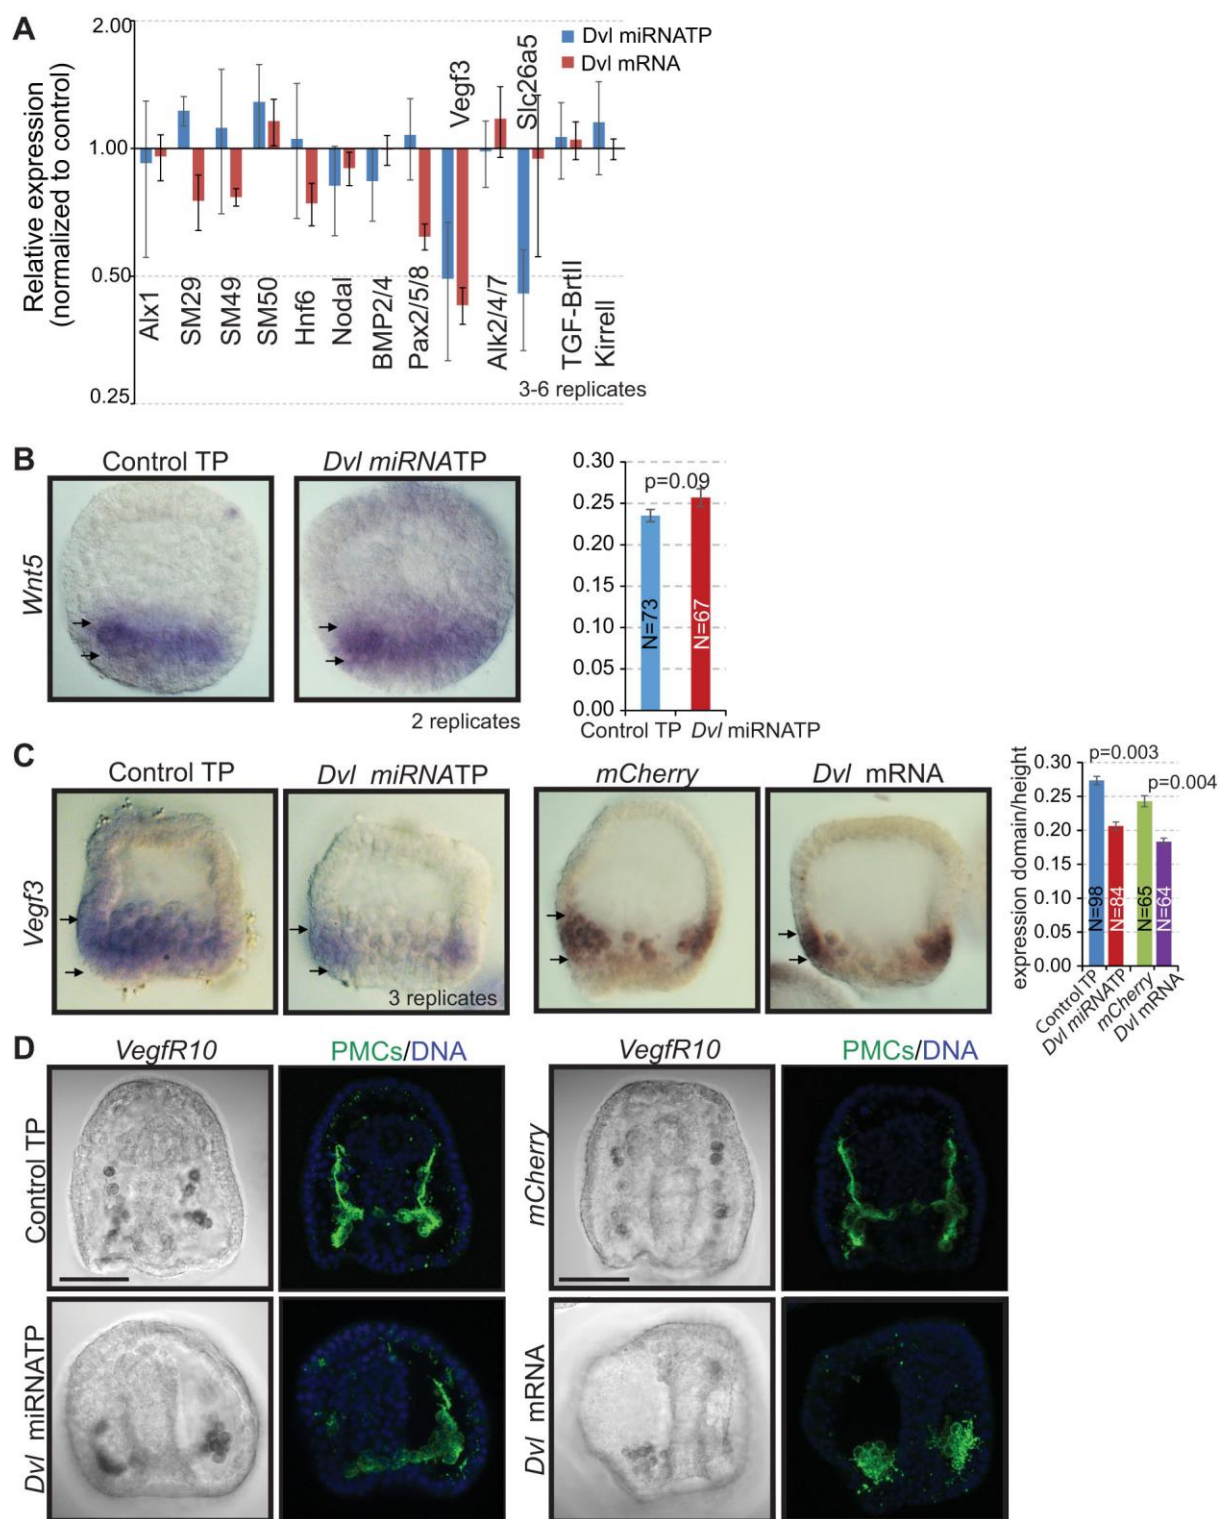 A
2.00
1.00
0.50
0.25
Relative expression
(normalized to control)
Dvl miRNATP
Dvl mRNA
Alx1
SM29
SM49
SM50
Hnf6
Nodal
BMP2/4
Pax2/5/8
Vegf3
Alk2/4/7
Slc26a5
TGF-BrtII
Kirrell
3-6 replicates
B
Control TP
Dvl miRNATP
Wnt5
2 replicates
0.30
0.25
0.20
0.15
0.10
0.05
0.00
p=0.09
N=73
N=67
Control TP
Dvl miRNATP
C
Control TP
Dvl miRNATP
mCherry
Dvl mRNA
Vegf3
3 replicates
expression domain/height
0.30
0.25
0.20
0.15
0.10
0.05
0.00
p=0.003
p=0.004
N=98
N=84
N=65
N=64
Control TP
Dvl miRNATP
mCherry
Dvl mRNA
D
VegfR10
PMCs/DNA
VegfR10
PMCs/DNA
Control TP
mCherry
Dvl miRNATP
Dvl mRNA